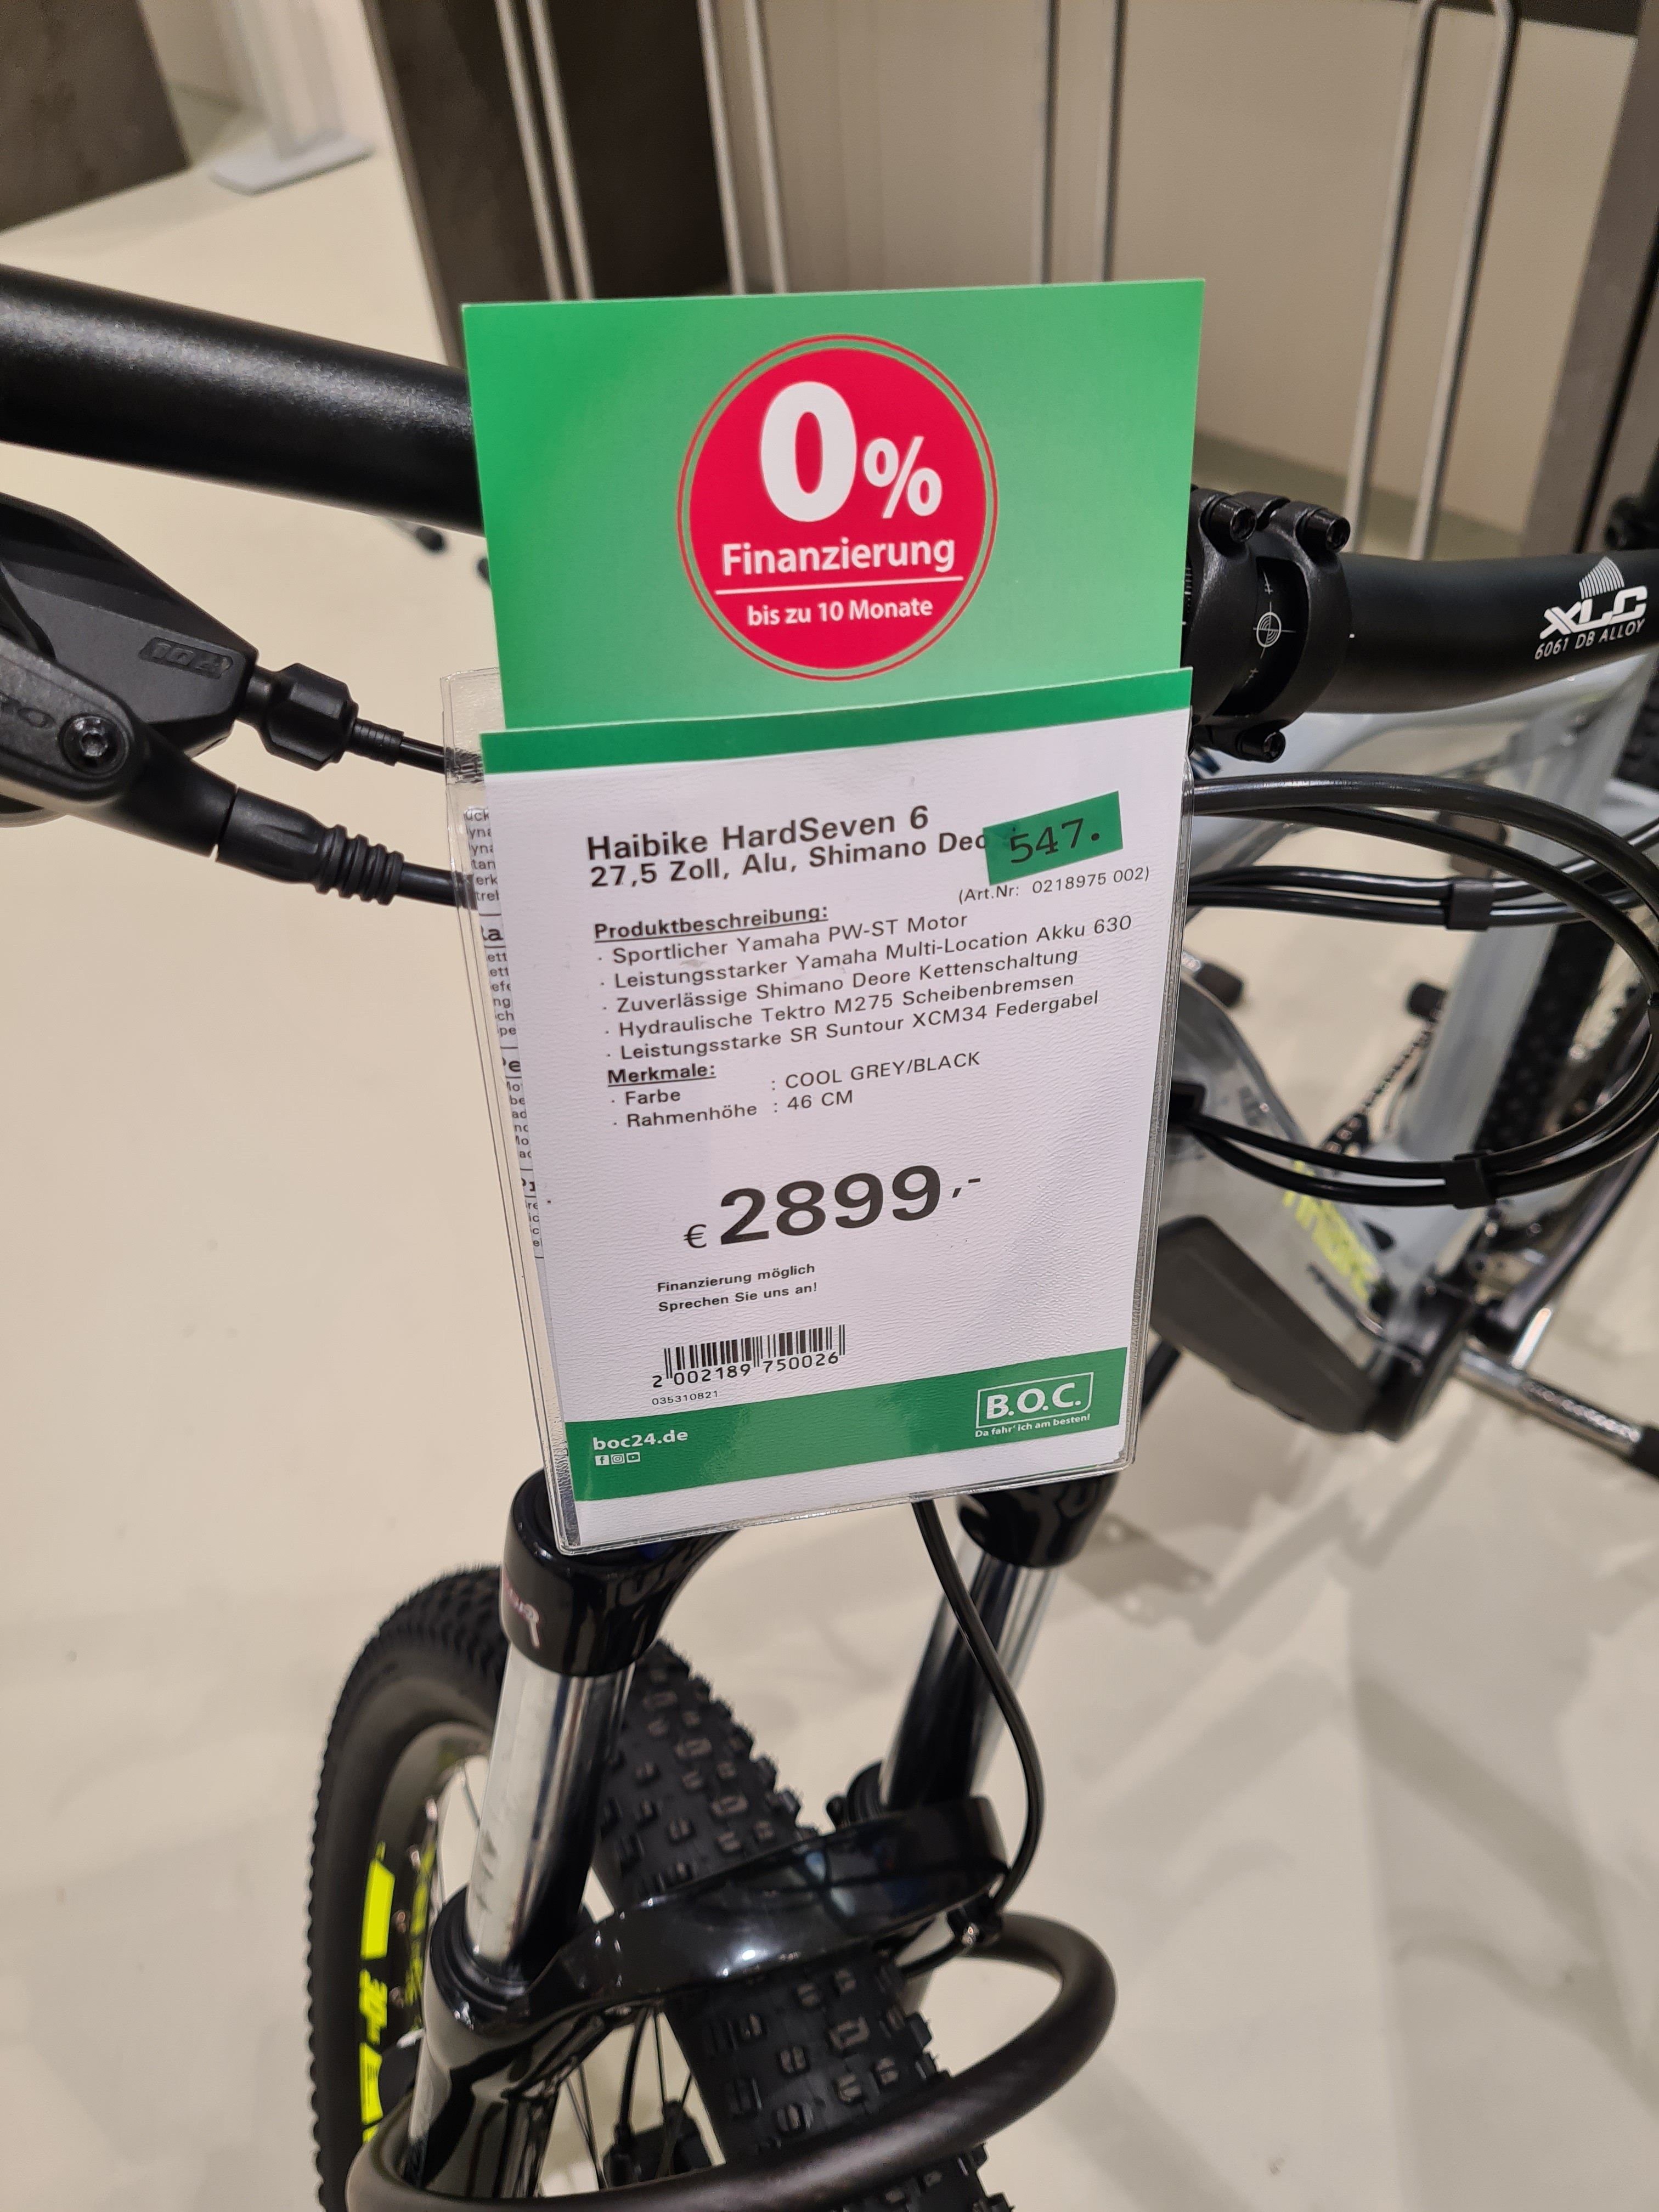 0%
Finanzierung
bis zu 10 Monate
XLC
6061 DB ALLOY
Haibike HardSeven 6
27,5 Zoll, Alu, Shimano Deo
547.
(Art.Nr: 0218975 002)
Produktbeschreibung:
· Sportlicher Yamaha PW-ST Motor
· Leistungsstarker Yamaha Multi-Location Akku 630
· Zuverlässige Shimano Deore Kettenschaltung
· Hydraulische Tektro M275 Scheibenbremsen
· Leistungsstarke SR Suntour XCM34 Federgabel
Merkmale:
· Farbe : COOL GREY/BLACK
· Rahmenhöhe : 46 CM
€ 2899,-
Finanzierung möglich
Sprechen Sie uns an!
2 002189 750026
035310821
boc24.de
B.O.C.
Da fahr' ich am besten!